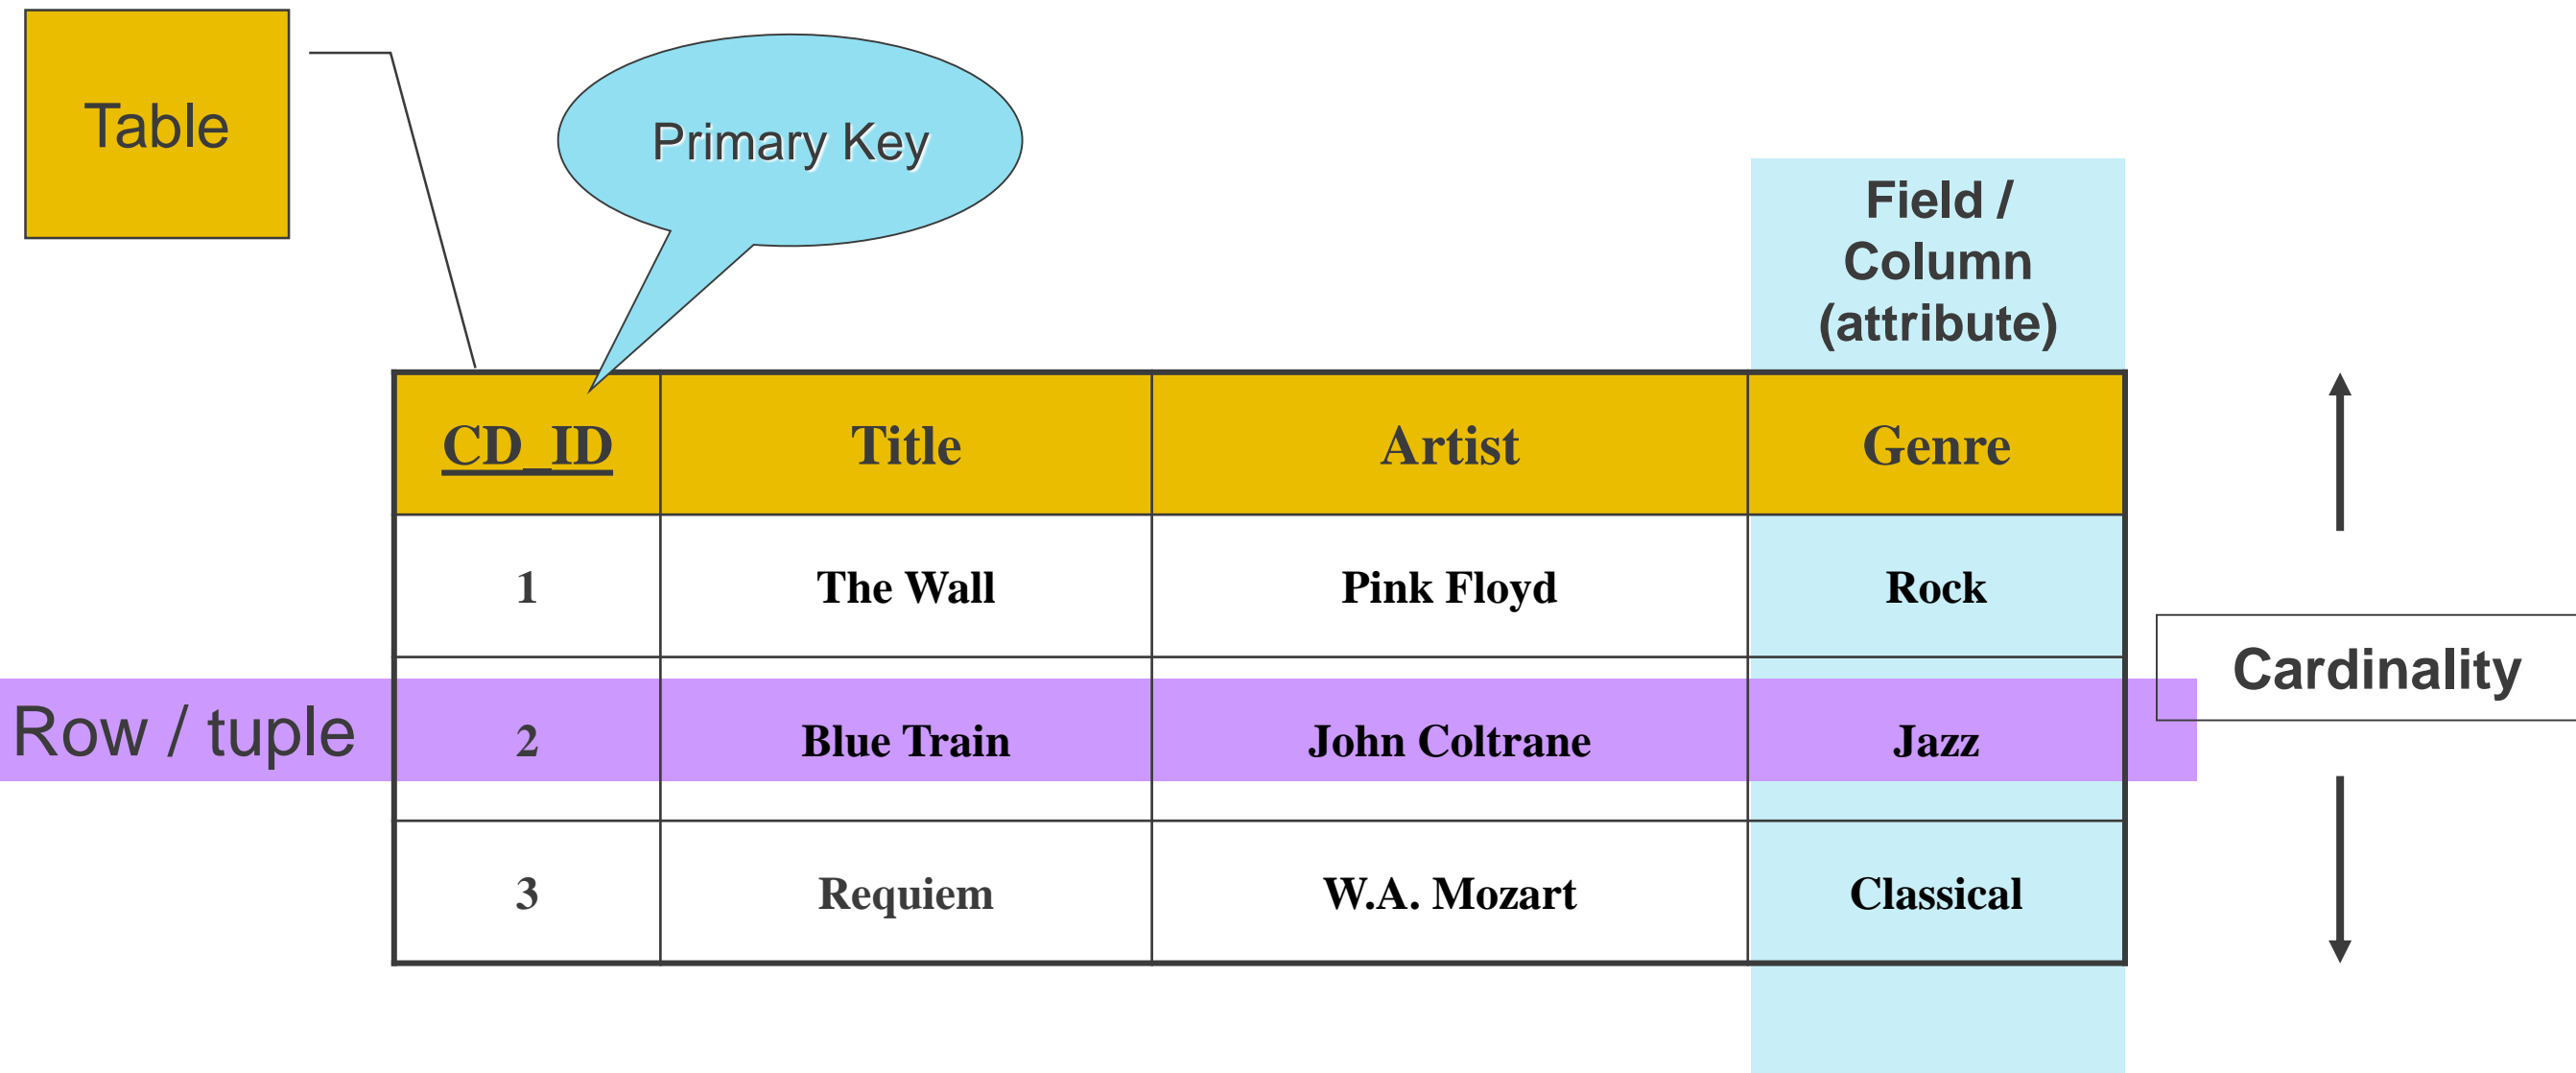 Table
Primary Key
Field /
Column
(attribute)
CD_ID Title Artist Genre
1 The Wall Pink Floyd Rock
Cardinality
Row / tuple 2 Blue Train John Coltrane Jazz
3 Requiem W.A. Mozart Classical